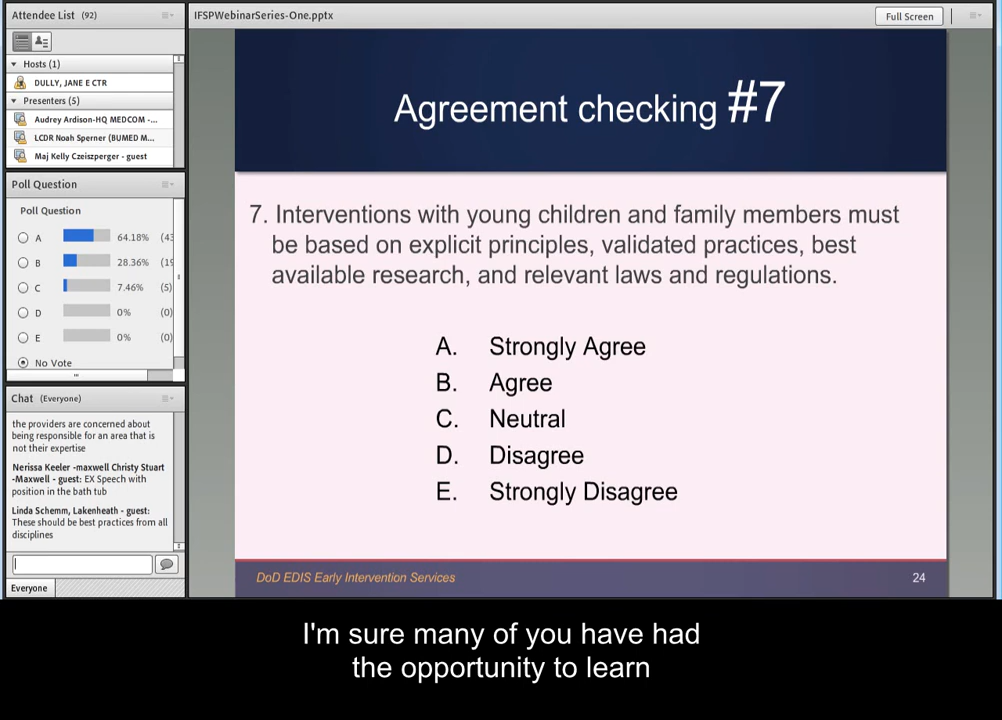 Attendee List (92)
Hosts (1)
DULLY, JANE E CTR
Presenters (5)
Audrey Ardison-HQ MEDCOM -...
LCDR Noah Sperner (BUMED M...
Maj Kelly Czeiszperger - guest
Poll Question
Poll Question
A 64.18% (43
B 28.36% (19
C 7.46% (5)
D 0% (0)
E 0% (0)
No Vote
Chat (Everyone)
the providers are concerned about
being responsible for an area that is
not their expertise
Nerissa Keeler -maxwell Christy Stuart
-Maxwell - guest: EX Speech with
position in the bath tub
Linda Schemm, Lakenheath - guest:
These should be best practices from all
disciplines
Everyone
IFSPWebinarSeries-One.pptx
Full Screen
Agreement checking #7
7. Interventions with young children and family members must
be based on explicit principles, validated practices, best
available research, and relevant laws and regulations.
A. Strongly Agree
B. Agree
C. Neutral
D. Disagree
E. Strongly Disagree
DoD EDIS Early Intervention Services
24
I'm sure many of you have had
the opportunity to learn